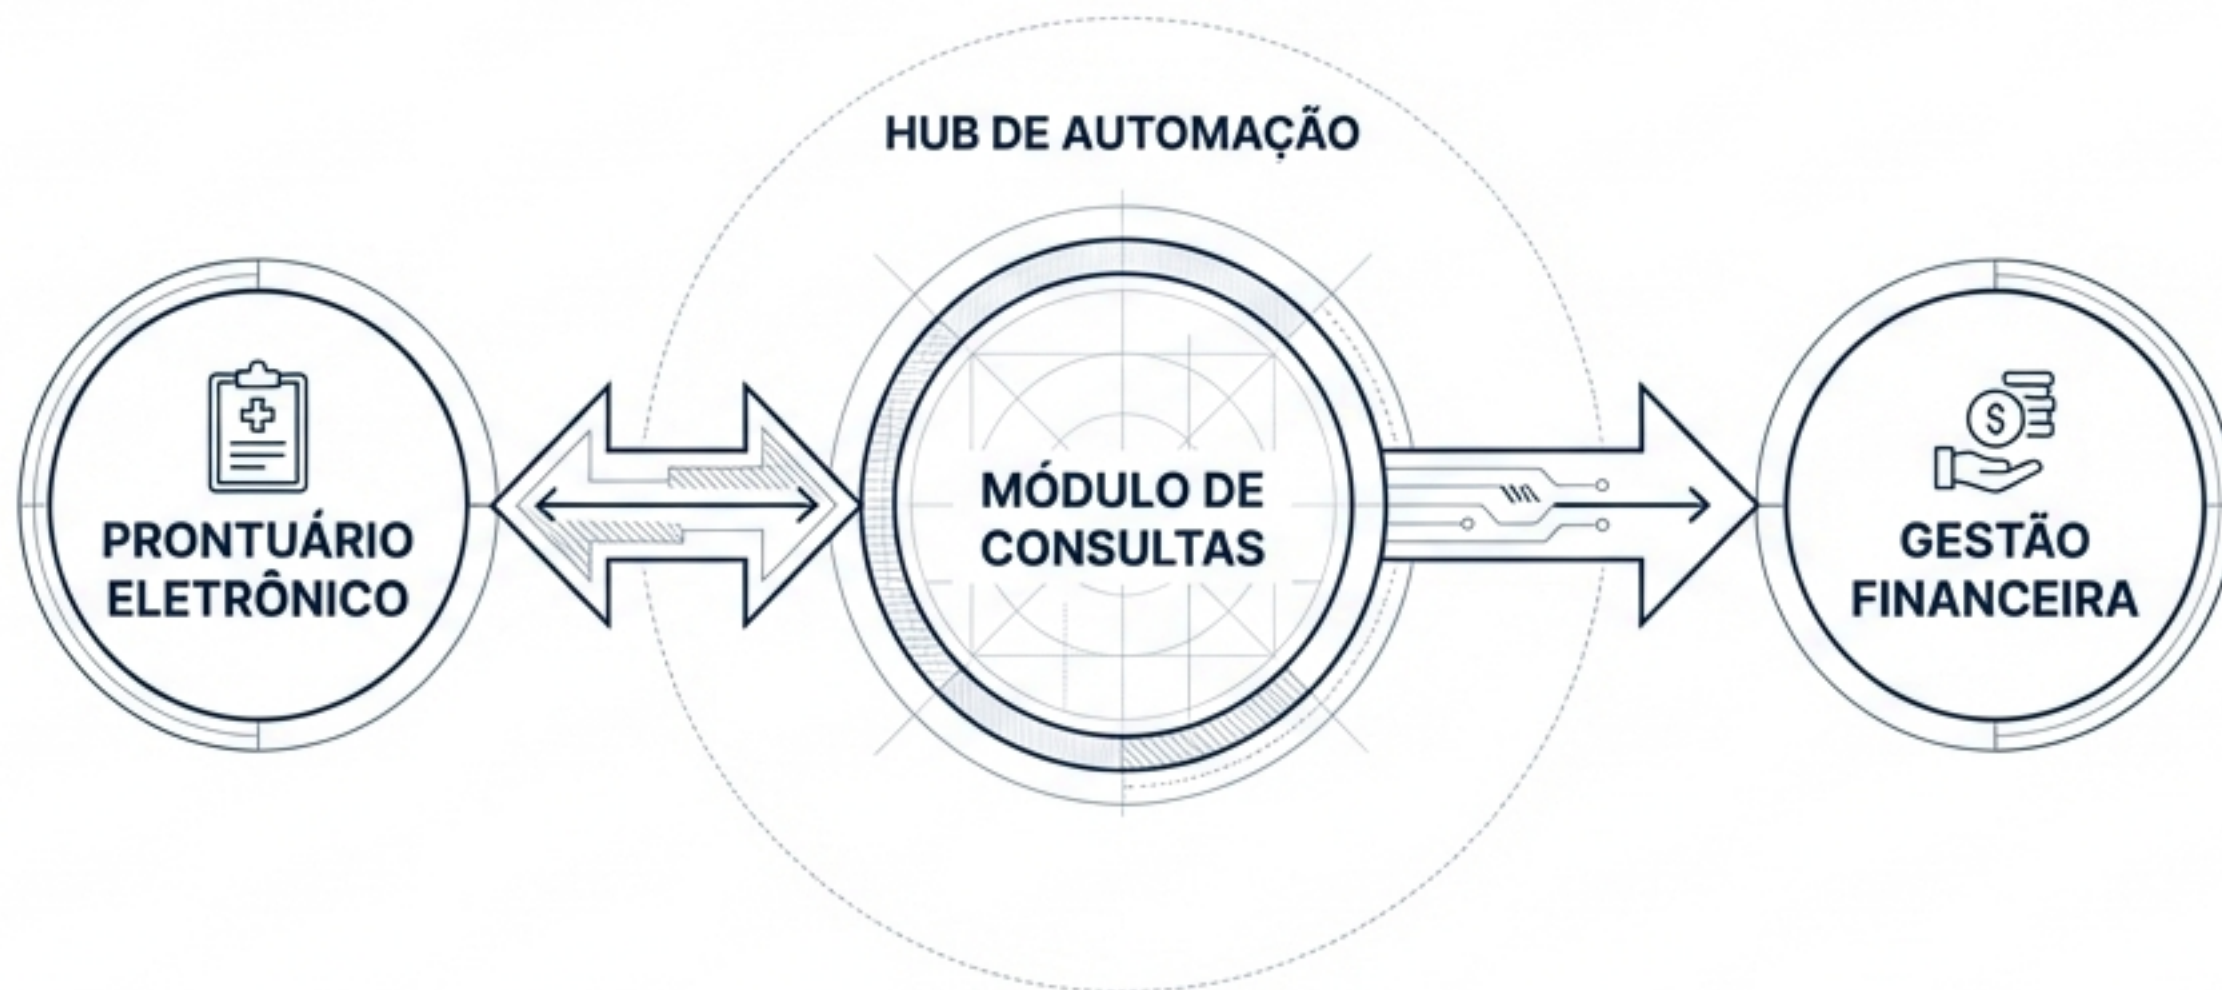 HUB DE AUTOMAÇÃO
PRONTUÁRIO
ELETRÔNICO
MÓDULO DE
CONSULTAS
$
GESTÃO
FINANCEIRA